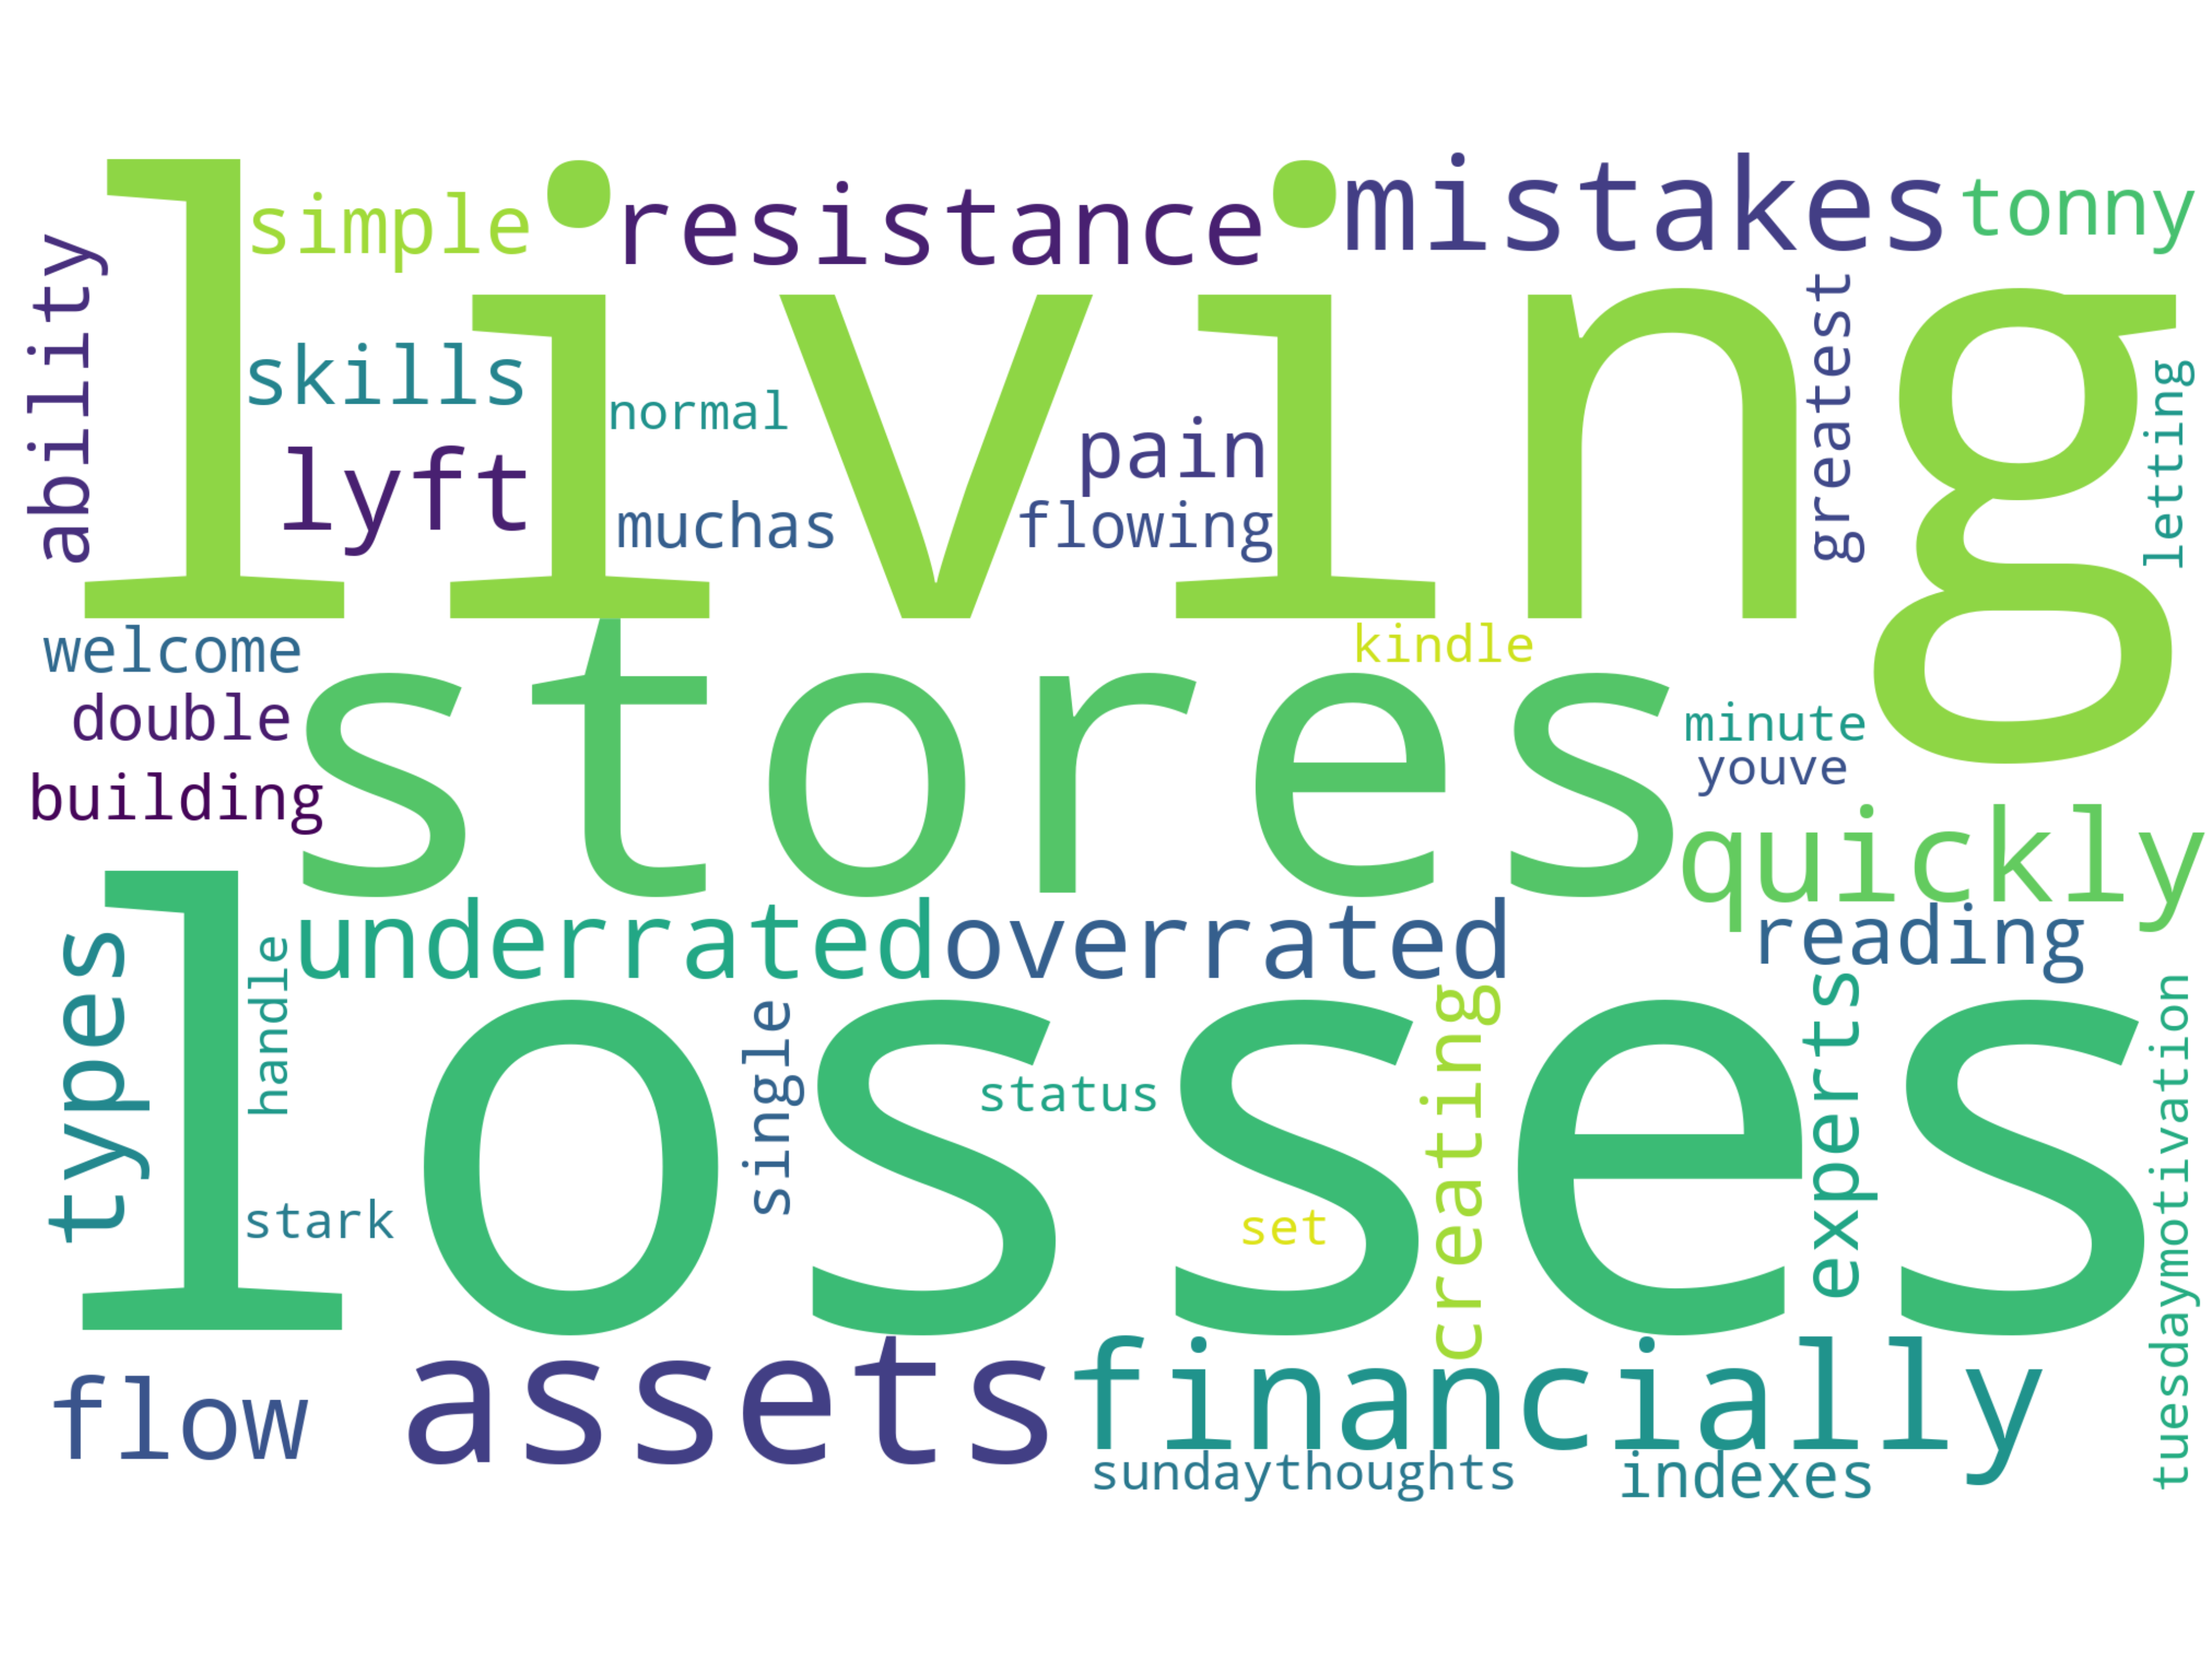 living
simple
resistance
mistakes
tonny
ability
skills
normal
greatest
letting
lyft
pain
muchas
flowing
welcome
kindle
stores
double
minute
youve
building
quickly
losses
underrated
overrated
reading
types
handle
single
creating
experts
tuesdaymotivation
status
stark
set
flow
assets
financially
sundaythoughts
indexes